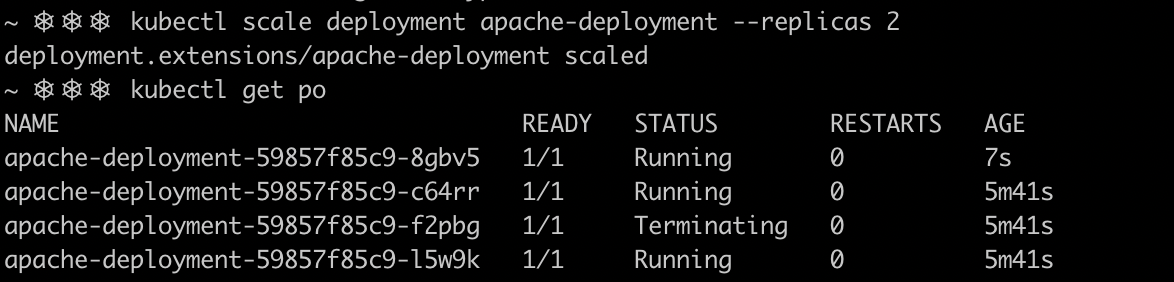 ~ ⎈⎈⎈ kubectl scale deployment apache-deployment --replicas 2
deployment.extensions/apache-deployment scaled
~ ⎈⎈⎈ kubectl get po
NAME READY STATUS RESTARTS AGE
apache-deployment-59857f85c9-8gbv5 1/1 Running 0 7s
apache-deployment-59857f85c9-c64rr 1/1 Running 0 5m41s
apache-deployment-59857f85c9-f2pbg 1/1 Terminating 0 5m41s
apache-deployment-59857f85c9-l5w9k 1/1 Running 0 5m41s